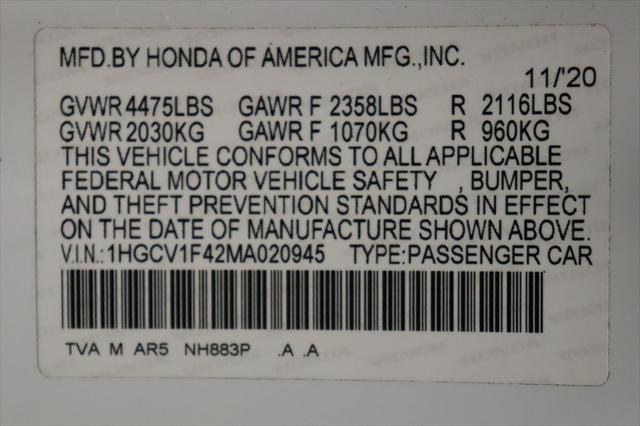 MFD.BY HONDA OF AMERICA MFG.,INC.
11/'20
GVWR 4475LBS GAWR F 2358LBS R 2116LBS
GVWR 2030KG GAWR F 1070KG R 960KG
THIS VEHICLE CONFORMS TO ALL APPLICABLE
FEDERAL MOTOR VEHICLE SAFETY , BUMPER,
AND THEFT PREVENTION STANDARDS IN EFFECT
ON THE DATE OF MANUFACTURE SHOWN ABOVE.
V.I.N.:1HGCV1F42MA020945 TYPE:PASSENGER CAR
TVA M AR5 NH883P .A .A